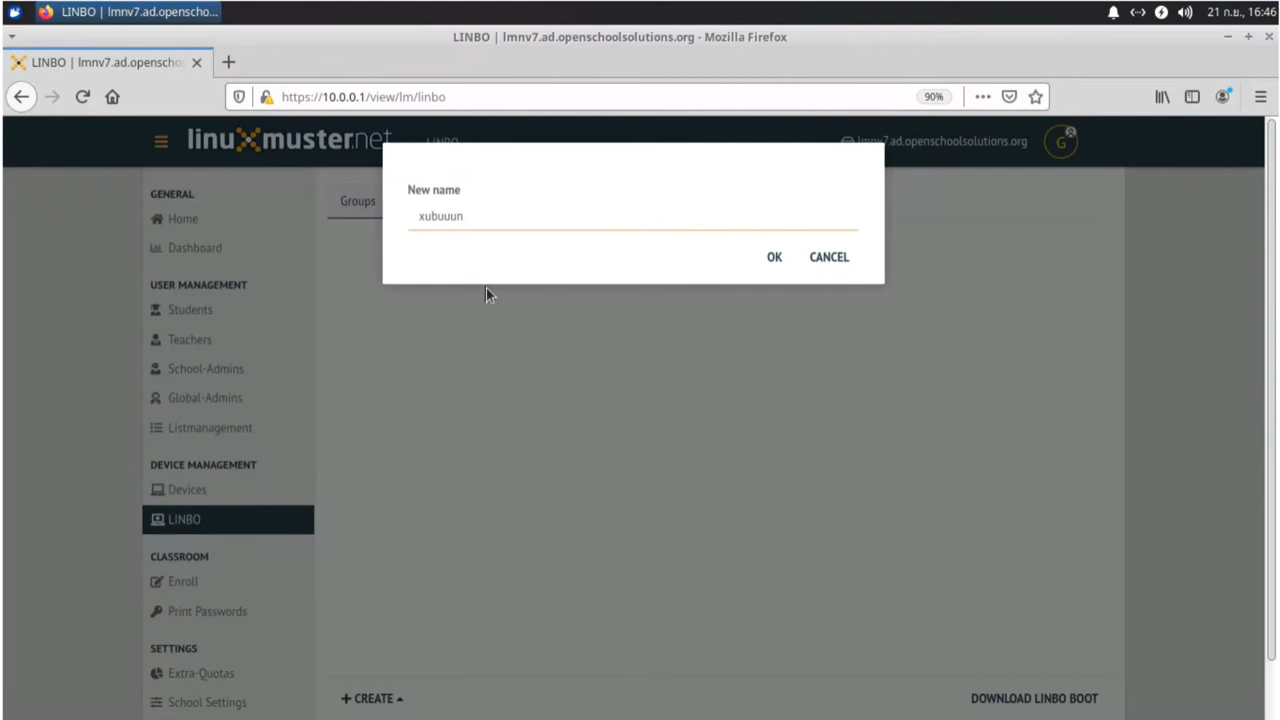 LINBO | lmnv7.ad.openscho...
21 ก.ย., 16:46
LINBO | lmnv7.ad.openschoolsolutions.org - Mozilla Firefox
LINBO | lmnv7.ad.openscho
https://10.0.0.1/view/lm/linbo
90%
linuxmuster.net
LINBO
lmnv7.ad.openschoolsolutions.org
G
GENERAL
Home
Dashboard
USER MANAGEMENT
Students
Teachers
School-Admins
Global-Admins
Listmanagement
DEVICE MANAGEMENT
Devices
LINBO
CLASSROOM
Enroll
Print Passwords
SETTINGS
Extra-Quotas
School Settings
Groups
New name
xubuuun
OK CANCEL
+ CREATE
DOWNLOAD LINBO BOOT